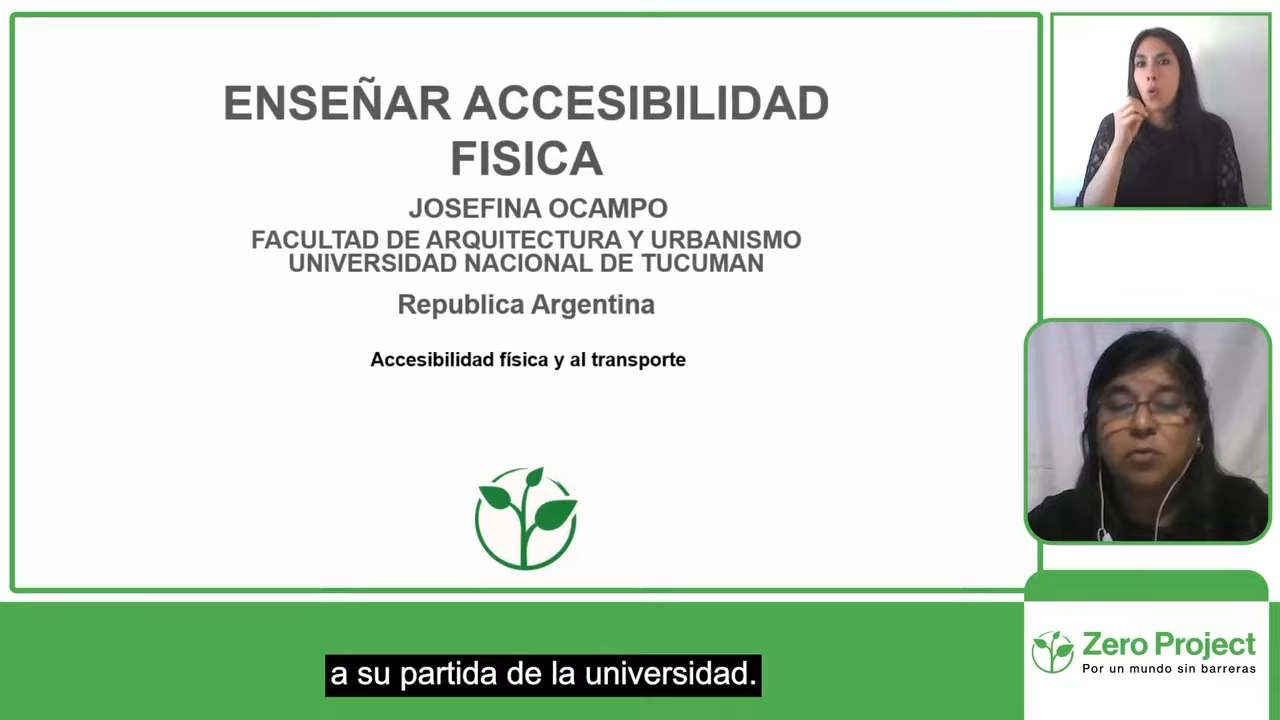 ENSEÑAR ACCESIBILIDAD
FISICA
JOSEFINA OCAMPO
FACULTAD DE ARQUITECTURA Y URBANISMO
UNIVERSIDAD NACIONAL DE TUCUMAN
Republica Argentina
Accesibilidad física y al transporte
Zero Project
Por un mundo sin barreras
a su partida de la universidad.